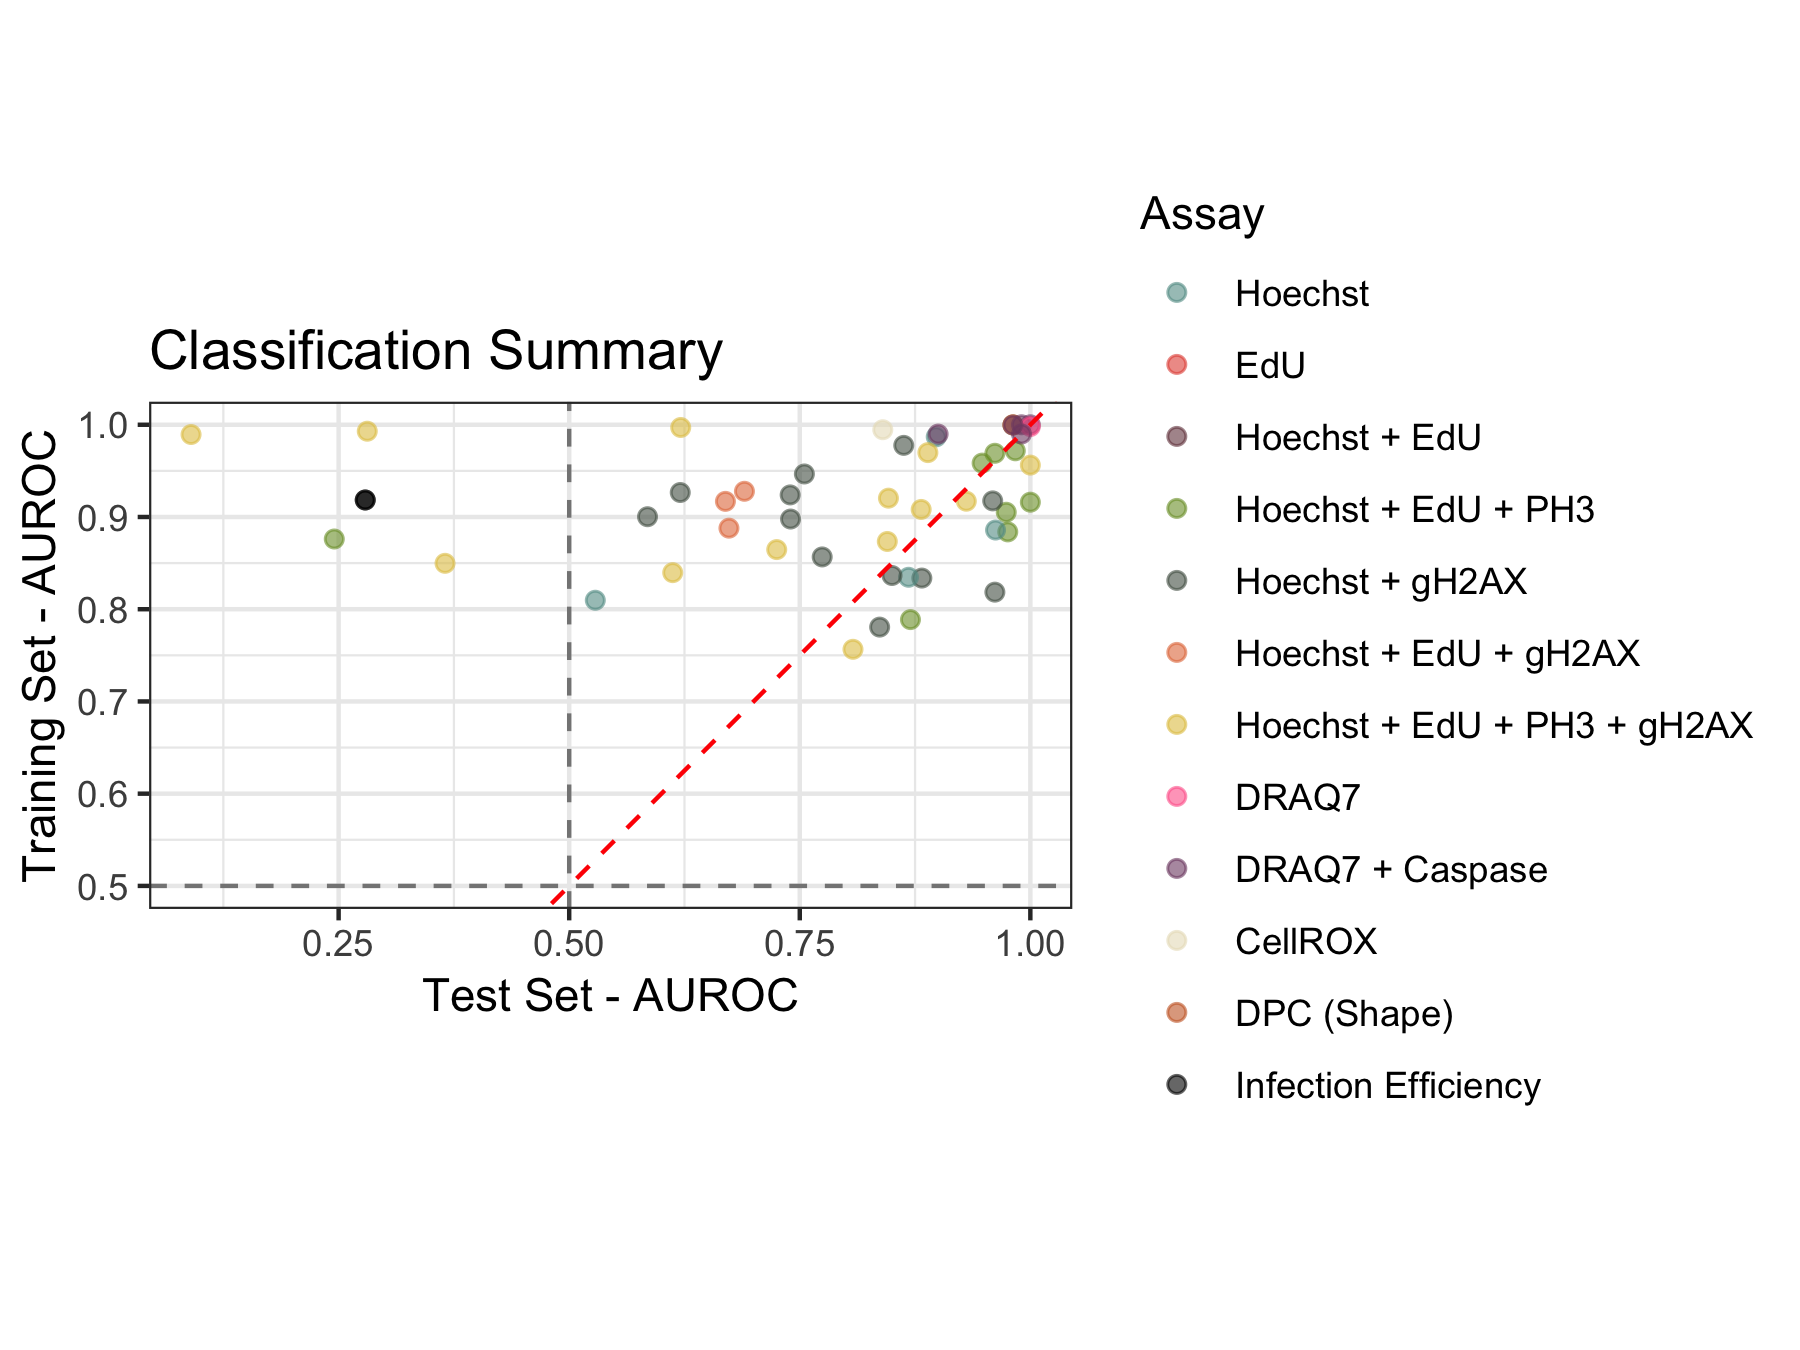 Classification Summary
Training Set - AUROC
1.0
0.9
0.8
0.7
0.6
0.5
0.25
0.50
0.75
1.00
Test Set - AUROC
Assay
Hoechst
EdU
Hoechst + EdU
Hoechst + EdU + PH3
Hoechst + gH2AX
Hoechst + EdU + gH2AX
Hoechst + EdU + PH3 + gH2AX
DRAQ7
DRAQ7 + Caspase
CellROX
DPC (Shape)
Infection Efficiency